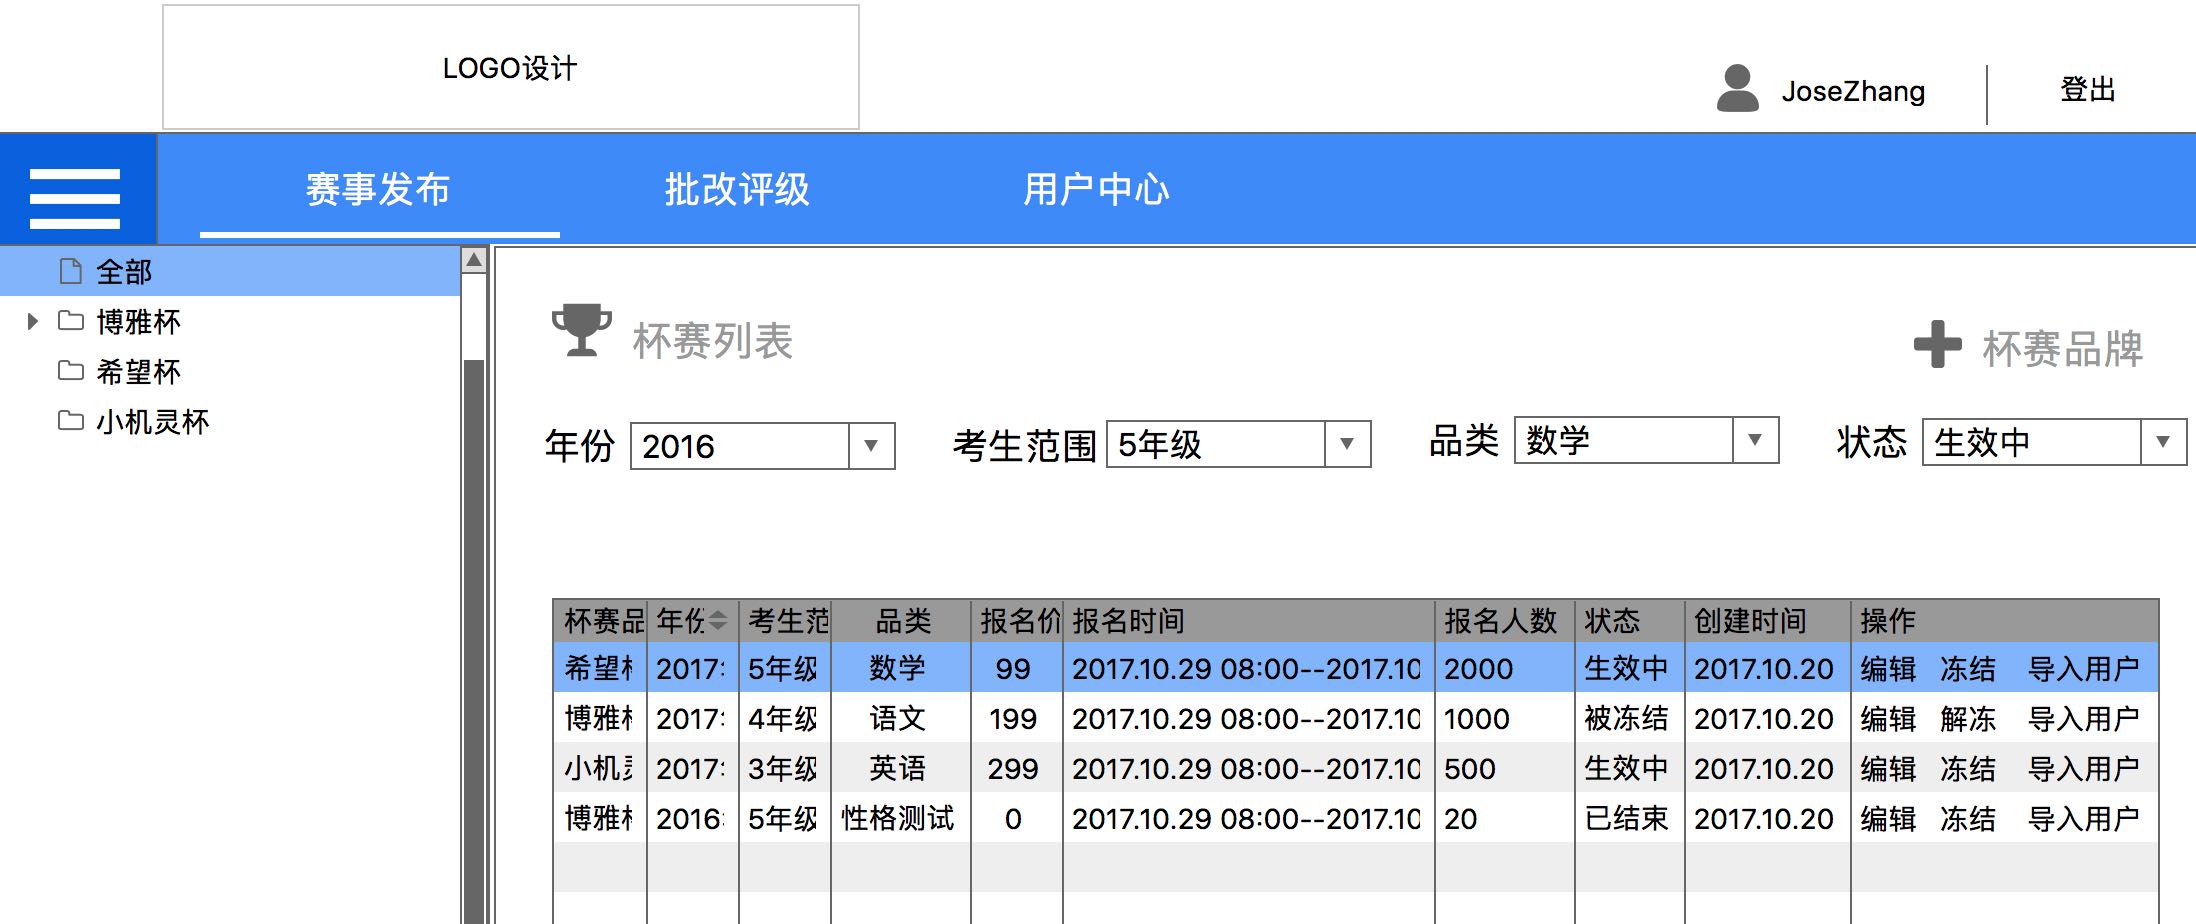 LOGO设计
JoseZhang 登出
赛事发布 批改评级 用户中心
全部
博雅杯
希望杯
小机灵杯
杯赛列表 杯赛品牌
年份 2016 考生范围 5年级 品类 数学 状态 生效中
杯赛品 年份 考生范 品类 报名价 报名时间 报名人数 状态 创建时间 操作
希望杯 2017 5年级 数学 99 2017.10.29 08:00--2017.10 2000 生效中 2017.10.20 编辑 冻结 导入用户
博雅杯 2017 4年级 语文 199 2017.10.29 08:00--2017.10 1000 被冻结 2017.10.20 编辑 解冻 导入用户
小机灵 2017 3年级 英语 299 2017.10.29 08:00--2017.10 500 生效中 2017.10.20 编辑 冻结 导入用户
博雅杯 2016 5年级 性格测试 0 2017.10.29 08:00--2017.10 20 已结束 2017.10.20 编辑 冻结 导入用户